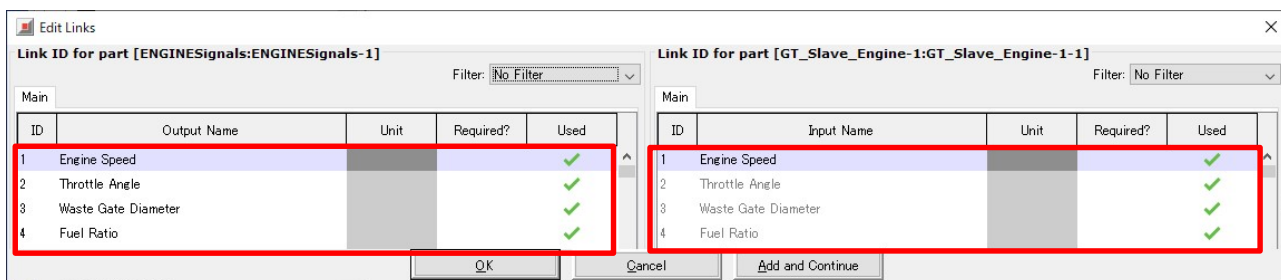 Edit Links
Link ID for part [ENGINESignals:ENGINESignals-1]
Filter: No Filter
Main
ID Output Name Unit Required? Used
1 Engine Speed
2 Throttle Angle
3 Waste Gate Diameter
4 Fuel Ratio
Link ID for part [GT_Slave_Engine-1:GT_Slave_Engine-1-1]
Filter: No Filter
Main
ID Input Name Unit Required? Used
1 Engine Speed
2 Throttle Angle
3 Waste Gate Diameter
4 Fuel Ratio
OK Cancel Add and Continue